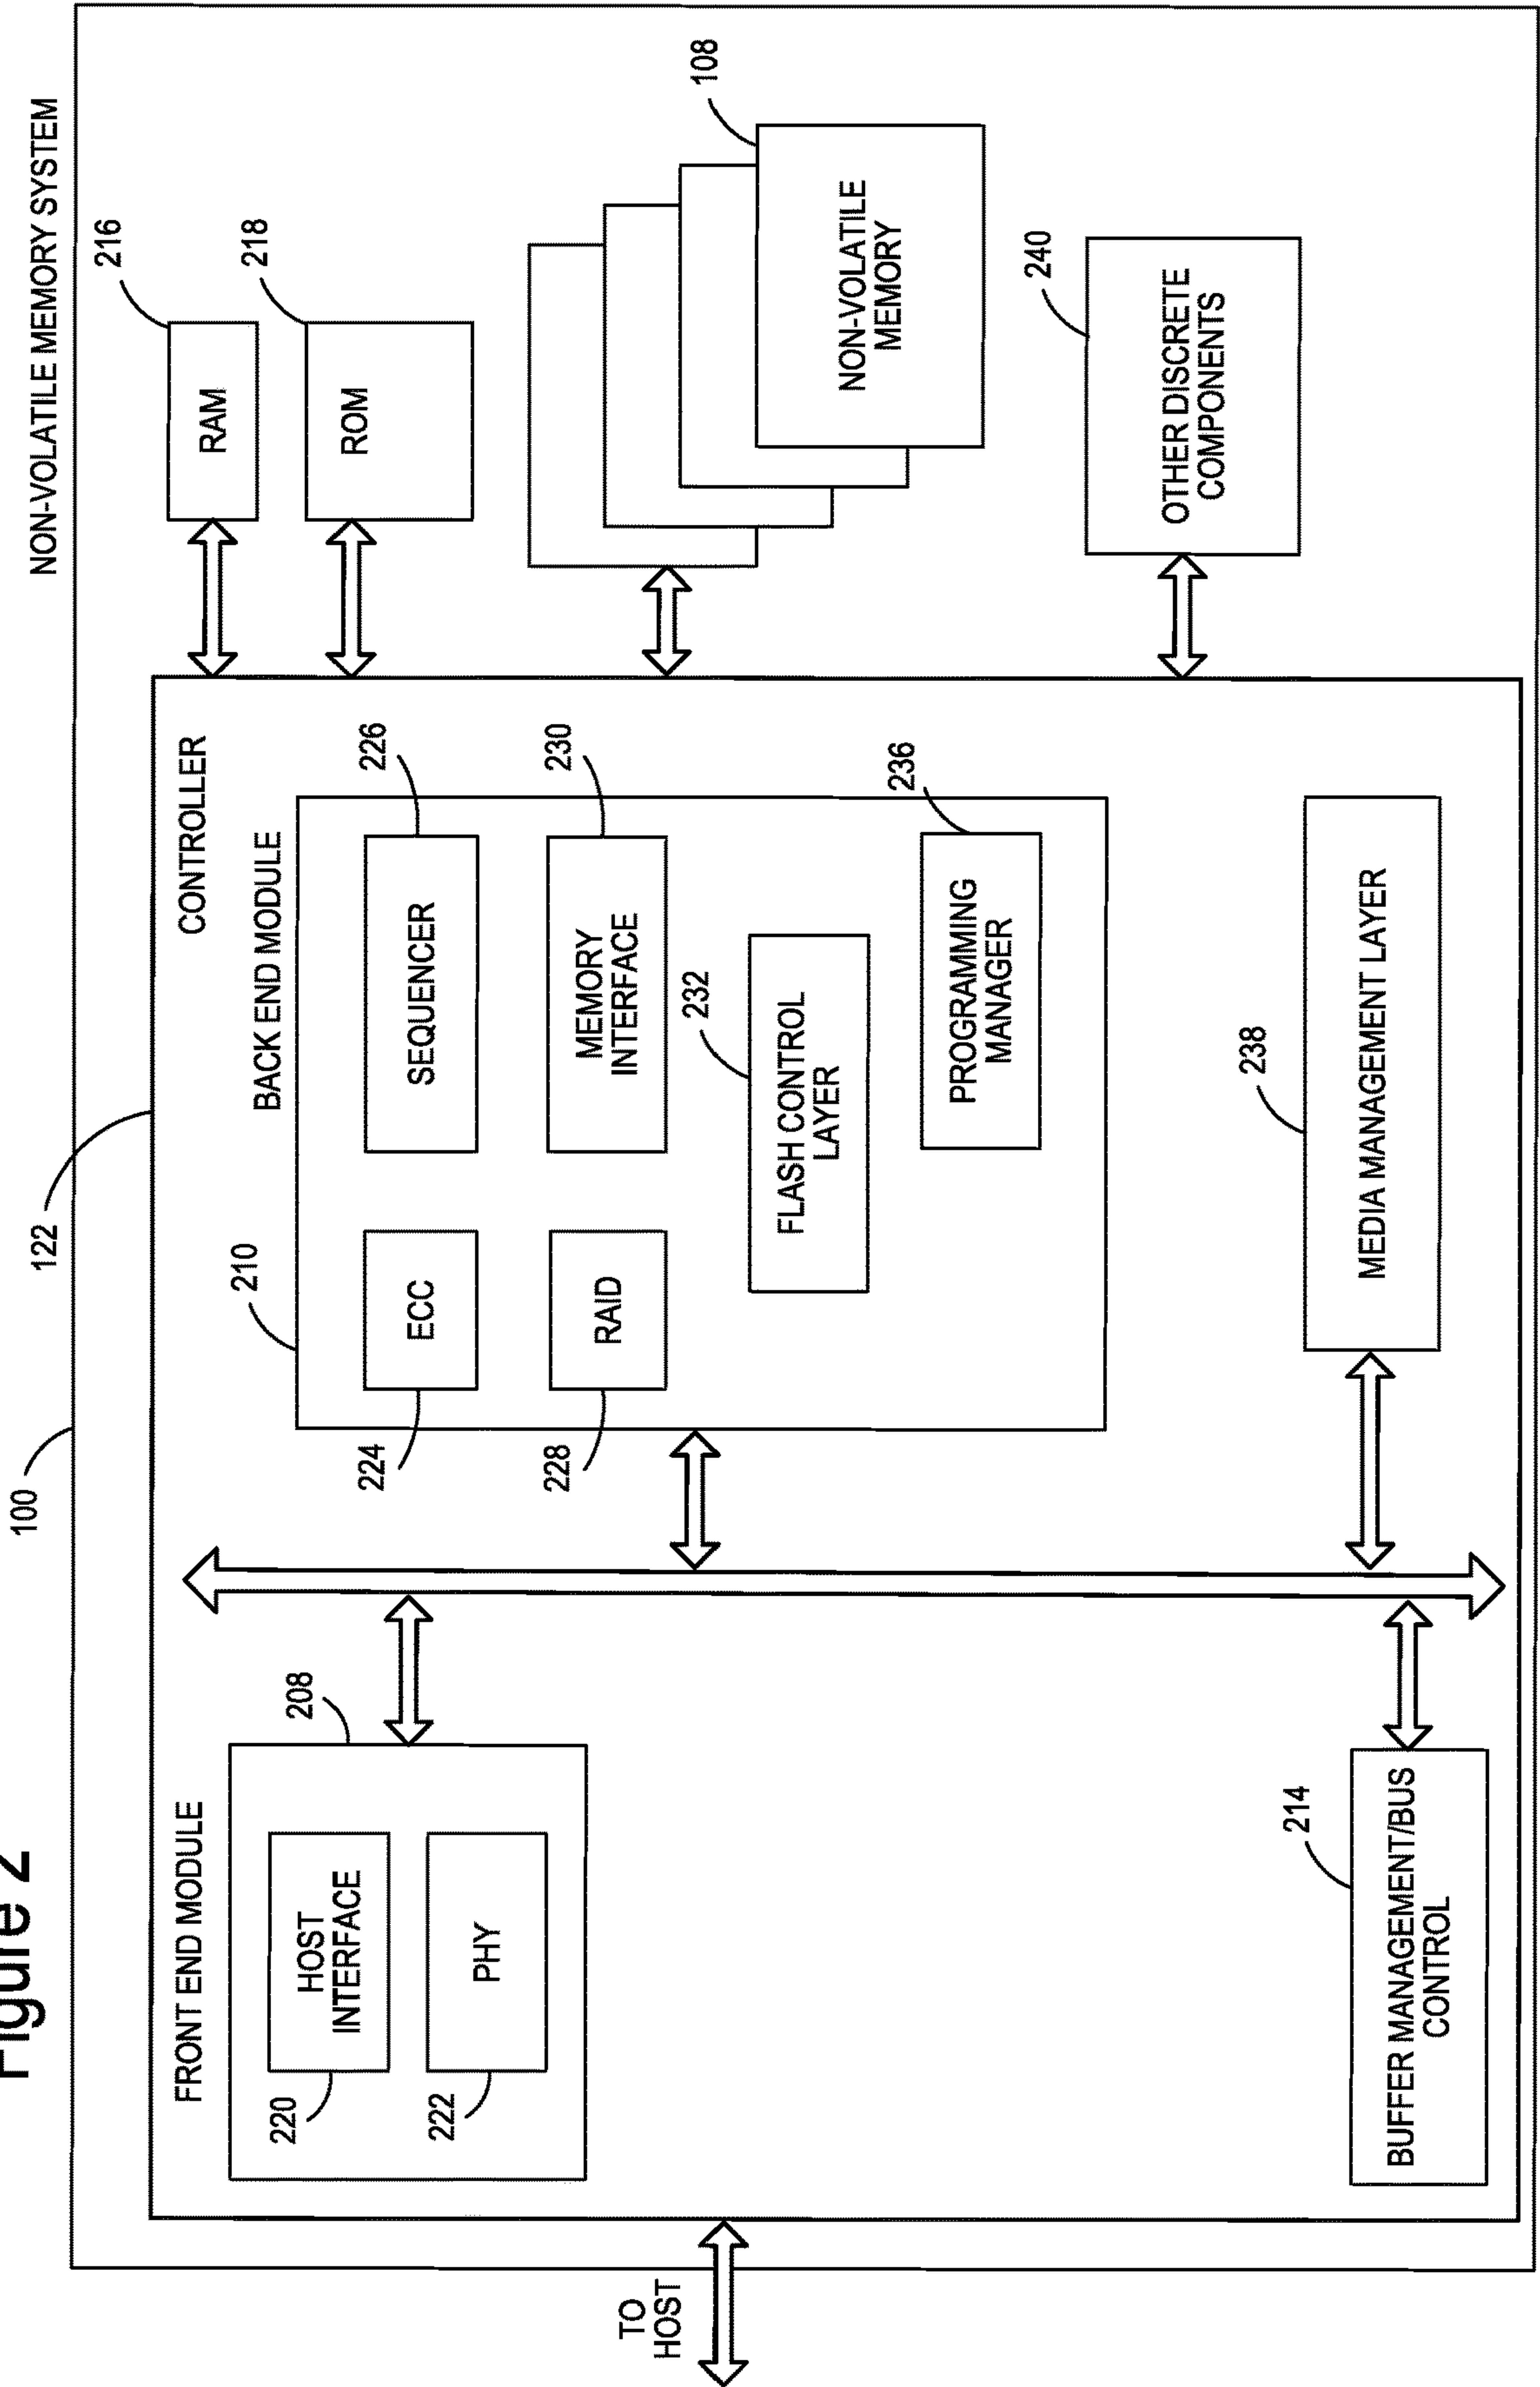 Figure 2
NON-VOLATILE MEMORY SYSTEM
100
122
CONTROLLER
FRONT END MODULE
208
HOST
INTERFACE
220
PHY
222
BACK END MODULE
210
ECC
224
SEQUENCER
226
RAID
228
MEMORY
INTERFACE
230
FLASH CONTROL
LAYER
232
PROGRAMMING
MANAGER
236
BUFFER MANAGEMENT/BUS
CONTROL
214
MEDIA MANAGEMENT LAYER
238
RAM
216
ROM
218
NON-VOLATILE
MEMORY
108
OTHER DISCRETE
COMPONENTS
240
TO
HOST